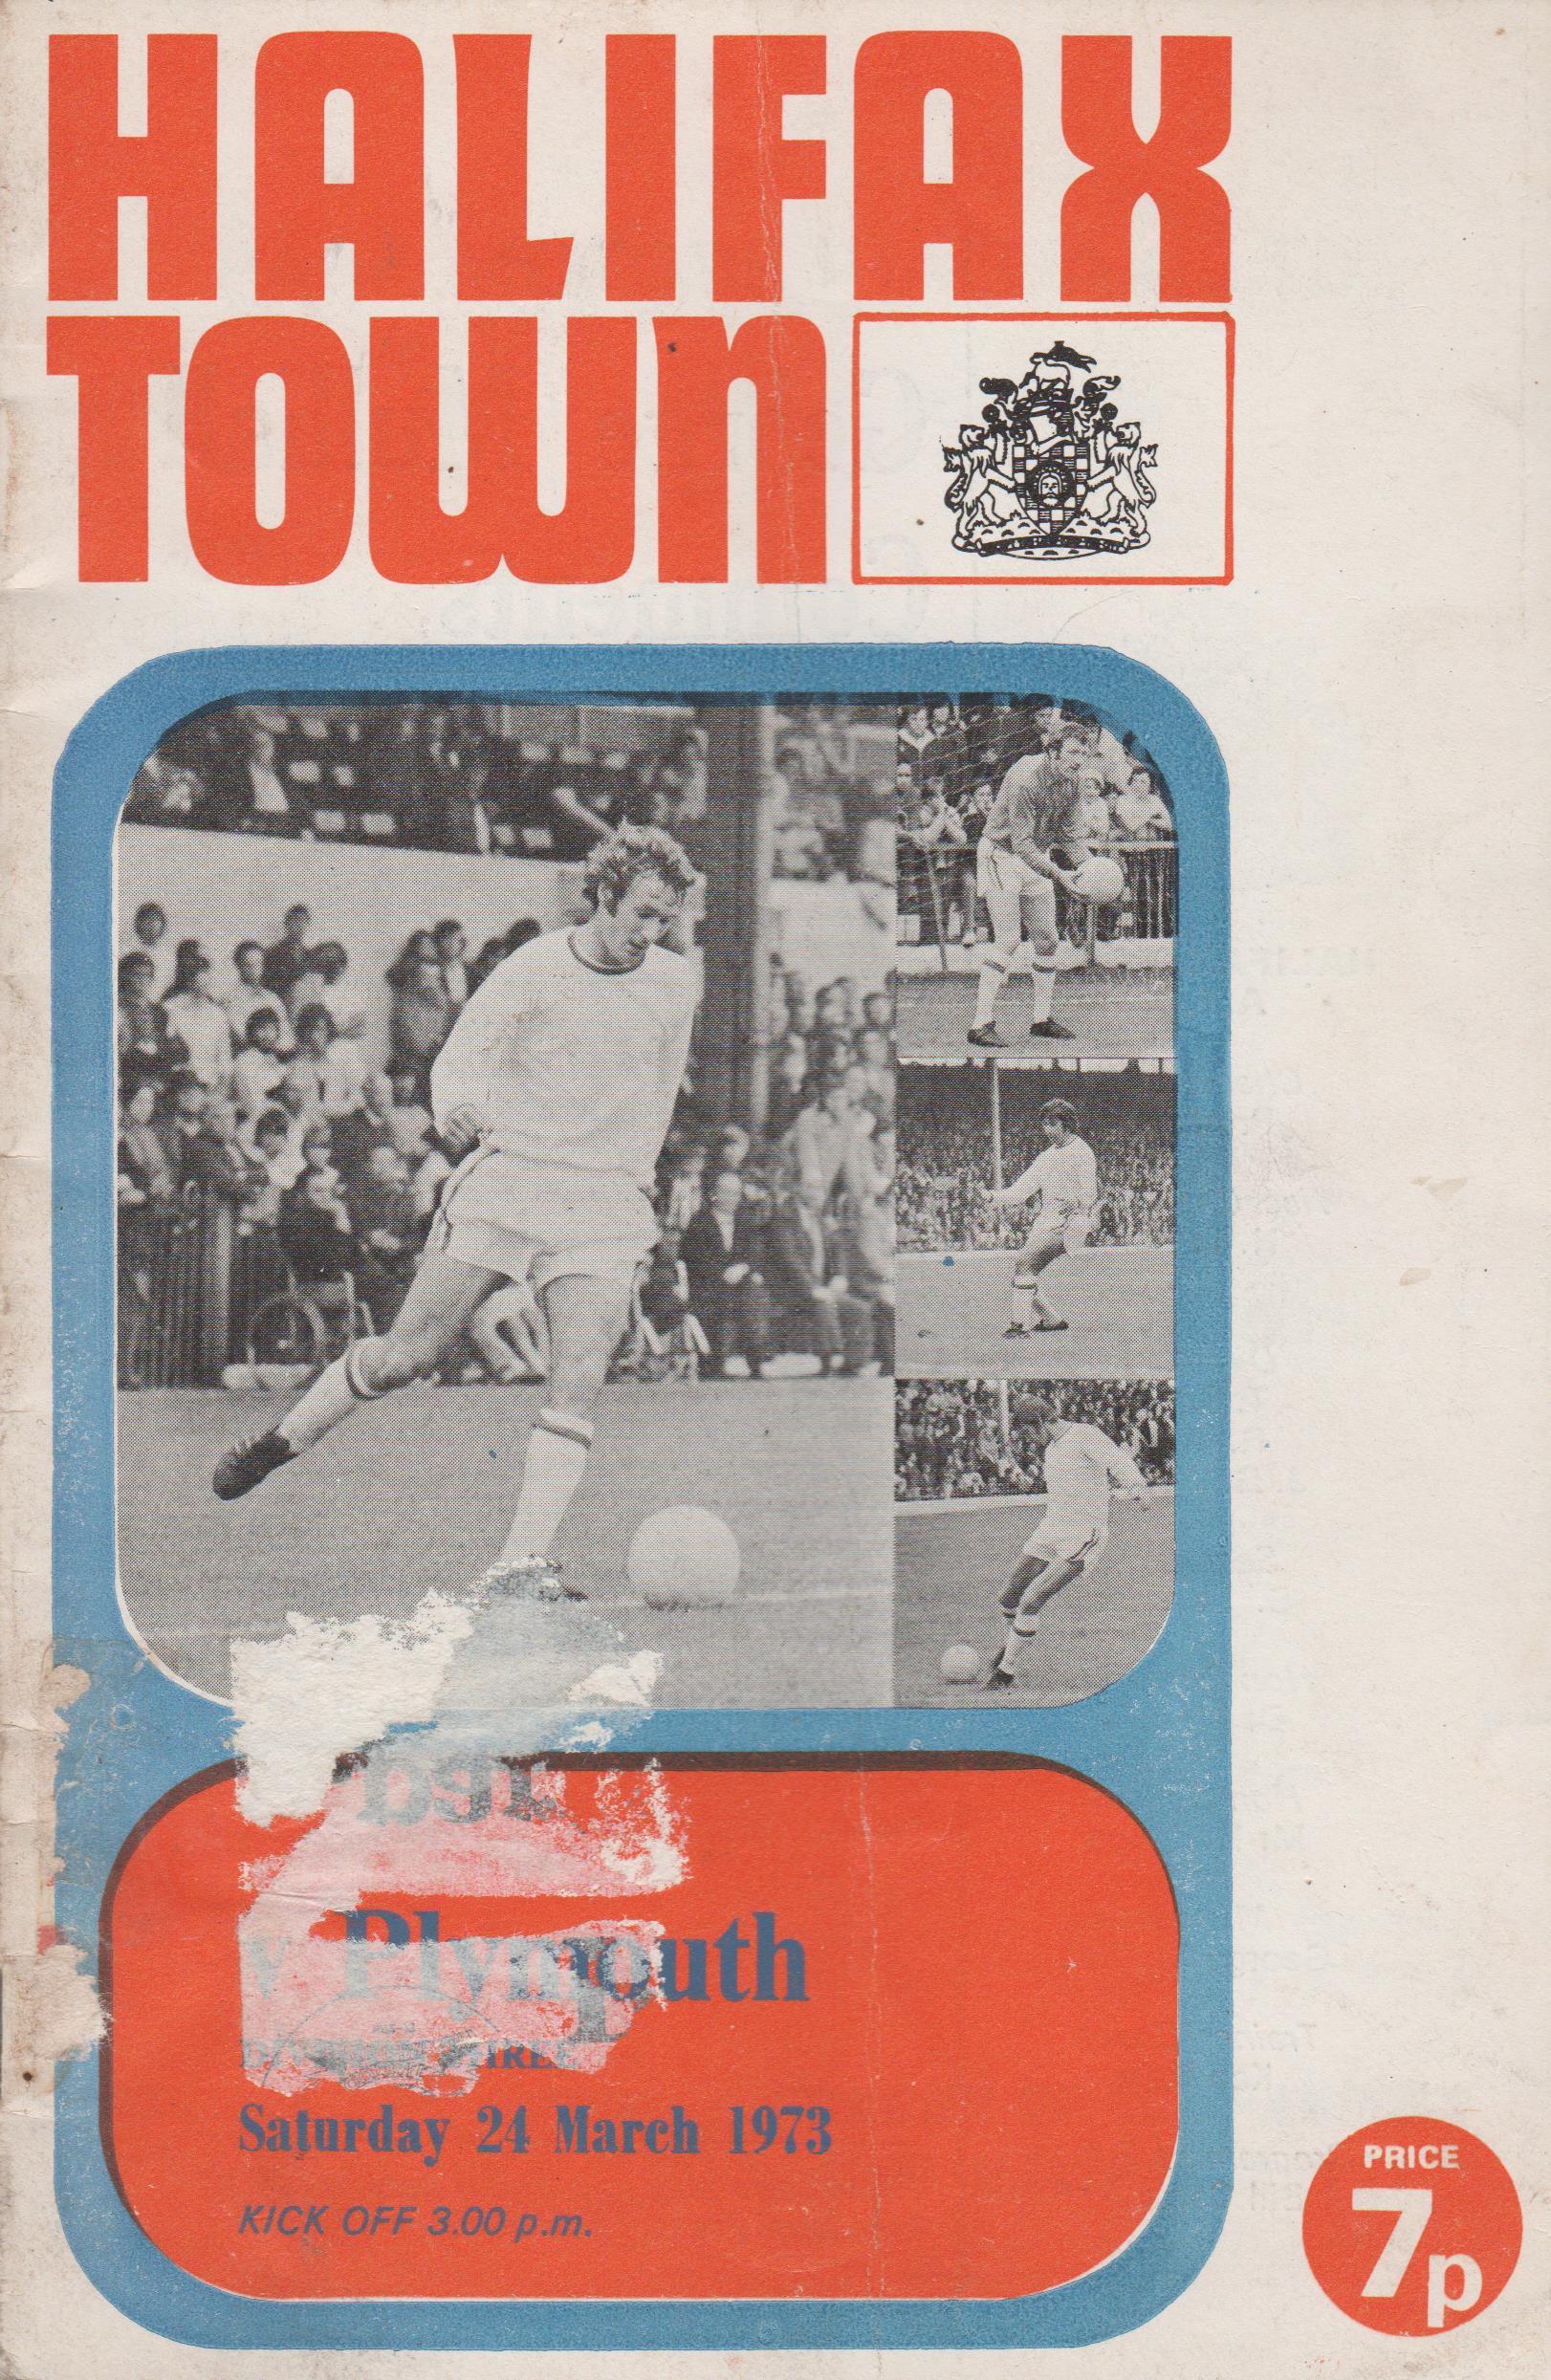 HALIFAX
TOWN
v Plymouth
Saturday 24 March 1973
KICK OFF 3.00 p.m.
PRICE
7p